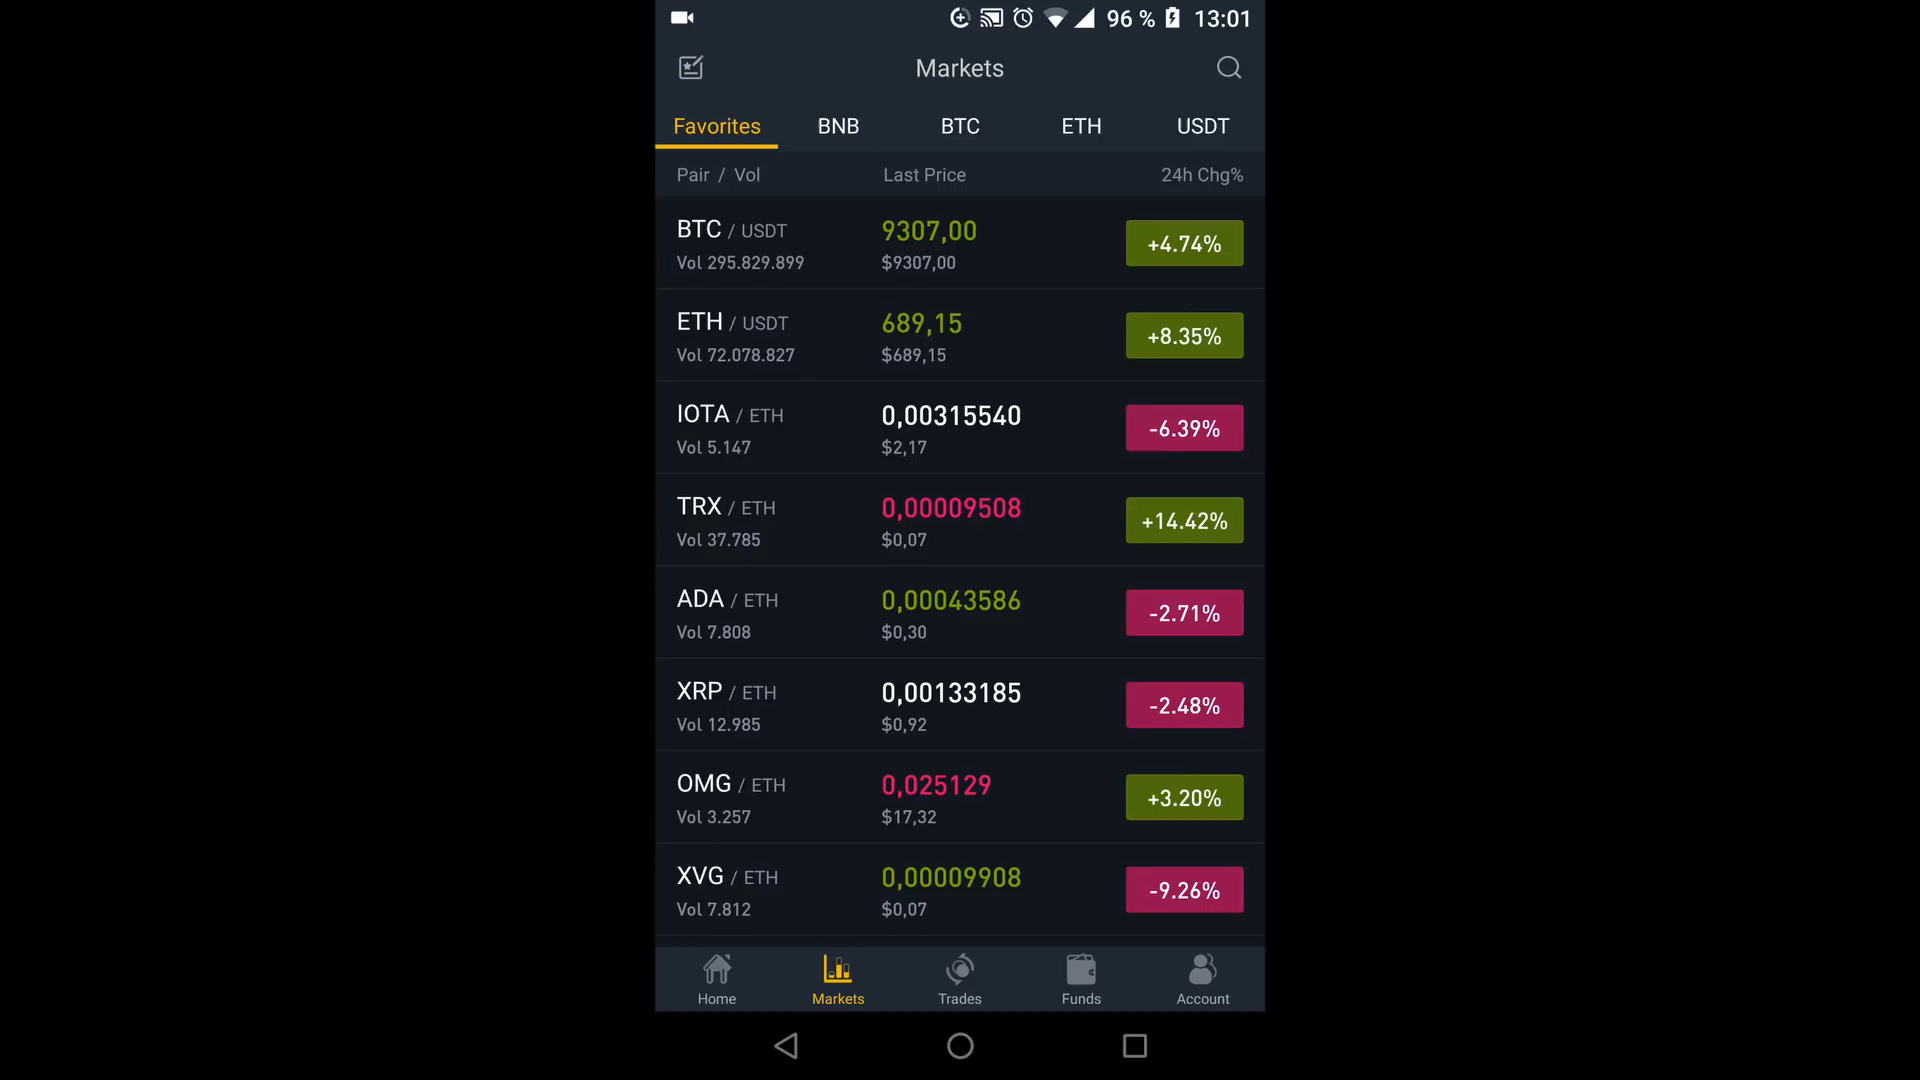 96 % 13:01
Markets
Favorites BNB BTC ETH USDT
Pair / Vol Last Price 24h Chg%
BTC / USDT 9307,00 +4.74%
Vol 295.829.899 $9307,00
ETH / USDT 689,15 +8.35%
Vol 72.078.827 $689,15
IOTA / ETH 0,00315540 -6.39%
Vol 5.147 $2,17
TRX / ETH 0,00009508 +14.42%
Vol 37.785 $0,07
ADA / ETH 0,00043586 -2.71%
Vol 7.808 $0,30
XRP / ETH 0,00133185 -2.48%
Vol 12.985 $0,92
OMG / ETH 0,025129 +3.20%
Vol 3.257 $17,32
XVG / ETH 0,00009908 -9.26%
Vol 7.812 $0,07
Home Markets Trades Funds Account